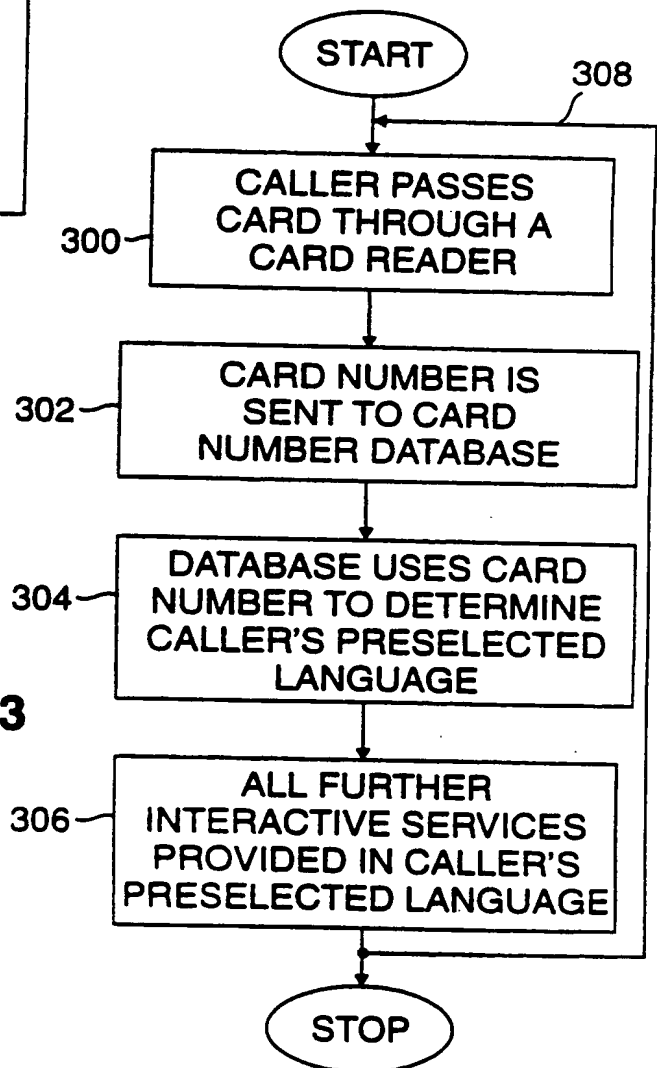 START
308
CALLER PASSES
CARD THROUGH A
CARD READER
300
CARD NUMBER IS
SENT TO CARD
NUMBER DATABASE
302
DATABASE USES CARD
NUMBER TO DETERMINE
CALLER'S PRESELECTED
LANGUAGE
304
3
ALL FURTHER
INTERACTIVE SERVICES
PROVIDED IN CALLER'S
PRESELECTED LANGUAGE
306
STOP